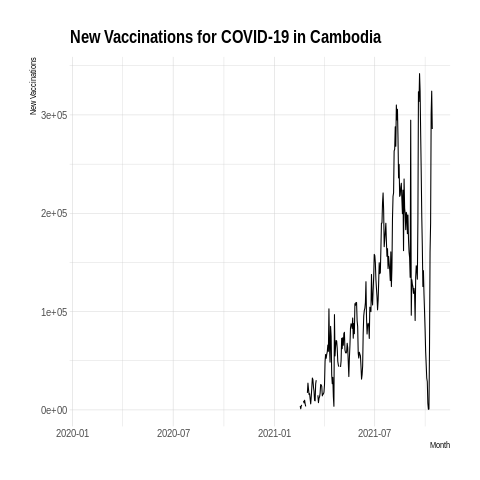 New Vaccinations for COVID-19 in Cambodia
New Vaccinations
3e+05
2e+05
1e+05
0e+00
2020-01
2020-07
2021-01
2021-07
Month